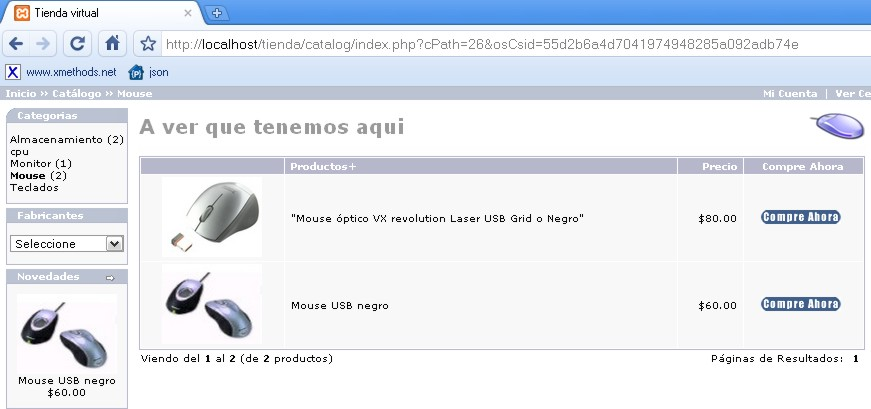 Tienda virtual
http://localhost/tienda/catalog/index.php?cPath=26&osCsid=55d2b6a4d7041974948285a092adb74e
www.xmethods.net json
Inicio » Catálogo » Mouse
Mi Cuenta | Ver Ce
Categorías
Almacenamiento (2)
cpu
Monitor (1)
Mouse (2)
Teclados
Fabricantes
Seleccione
Novedades
Mouse USB negro
$60.00
A ver que tenemos aqui
Productos+ Precio Compre Ahora
"Mouse óptico VX revolution Laser USB Grid o Negro" $80.00 Compre Ahora
Mouse USB negro $60.00 Compre Ahora
Viendo del 1 al 2 (de 2 productos) Páginas de Resultados: 1